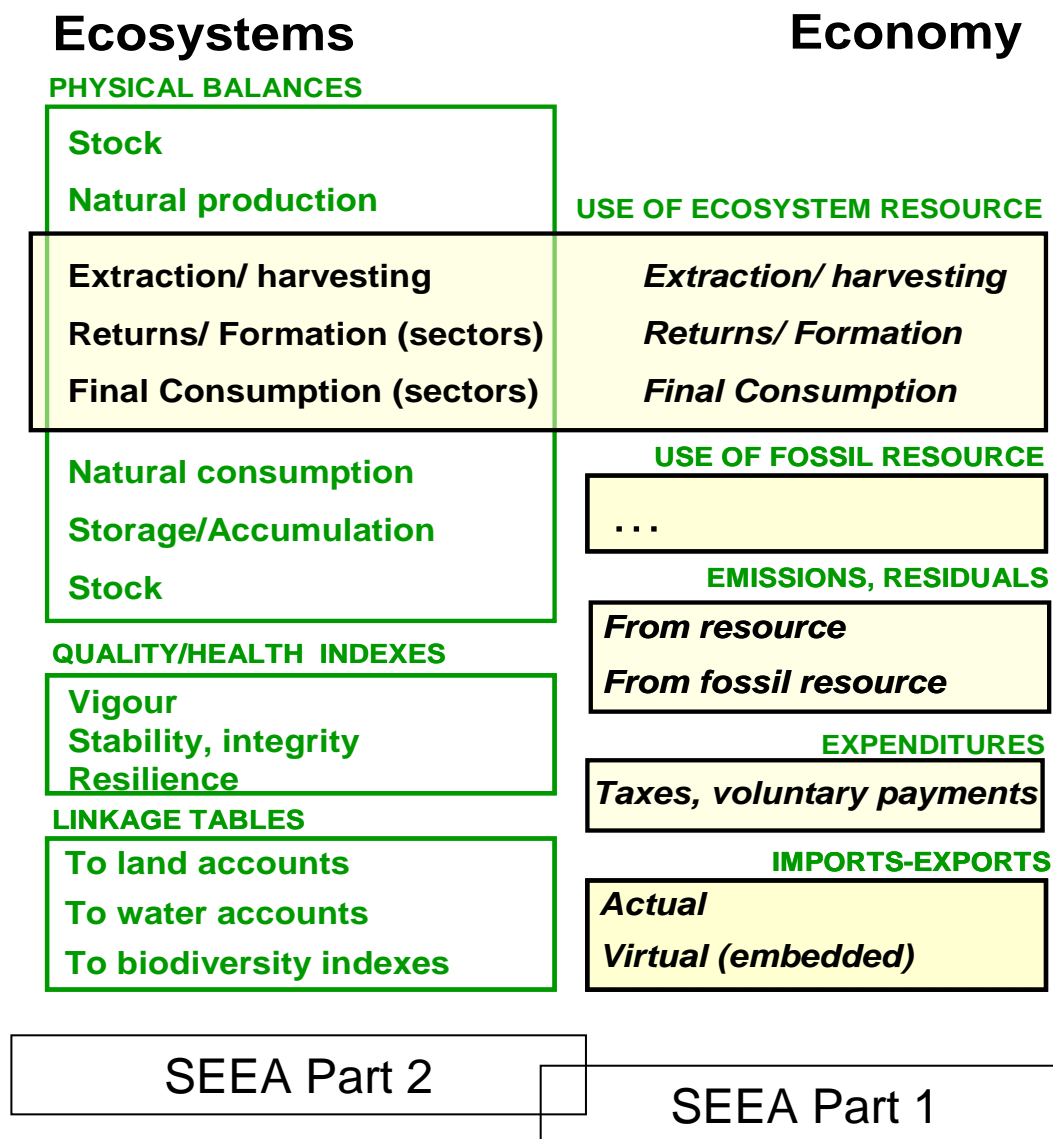 Ecosystems
Economy
PHYSICAL BALANCES
Stock
Natural production
USE OF ECOSYSTEM RESOURCE
Extraction/ harvesting
Extraction/ harvesting
Returns/ Formation (sectors)
Returns/ Formation
Final Consumption (sectors)
Final Consumption
Natural consumption
Storage/Accumulation
Stock
USE OF FOSSIL RESOURCE
...
EMISSIONS, RESIDUALS
From resource
From fossil resource
QUALITY/HEALTH INDEXES
Vigour
Stability, integrity
Resilience
EXPENDITURES
Taxes, voluntary payments
LINKAGE TABLES
To land accounts
To water accounts
To biodiversity indexes
IMPORTS-EXPORTS
Actual
Virtual (embedded)
SEEA Part 2
SEEA Part 1